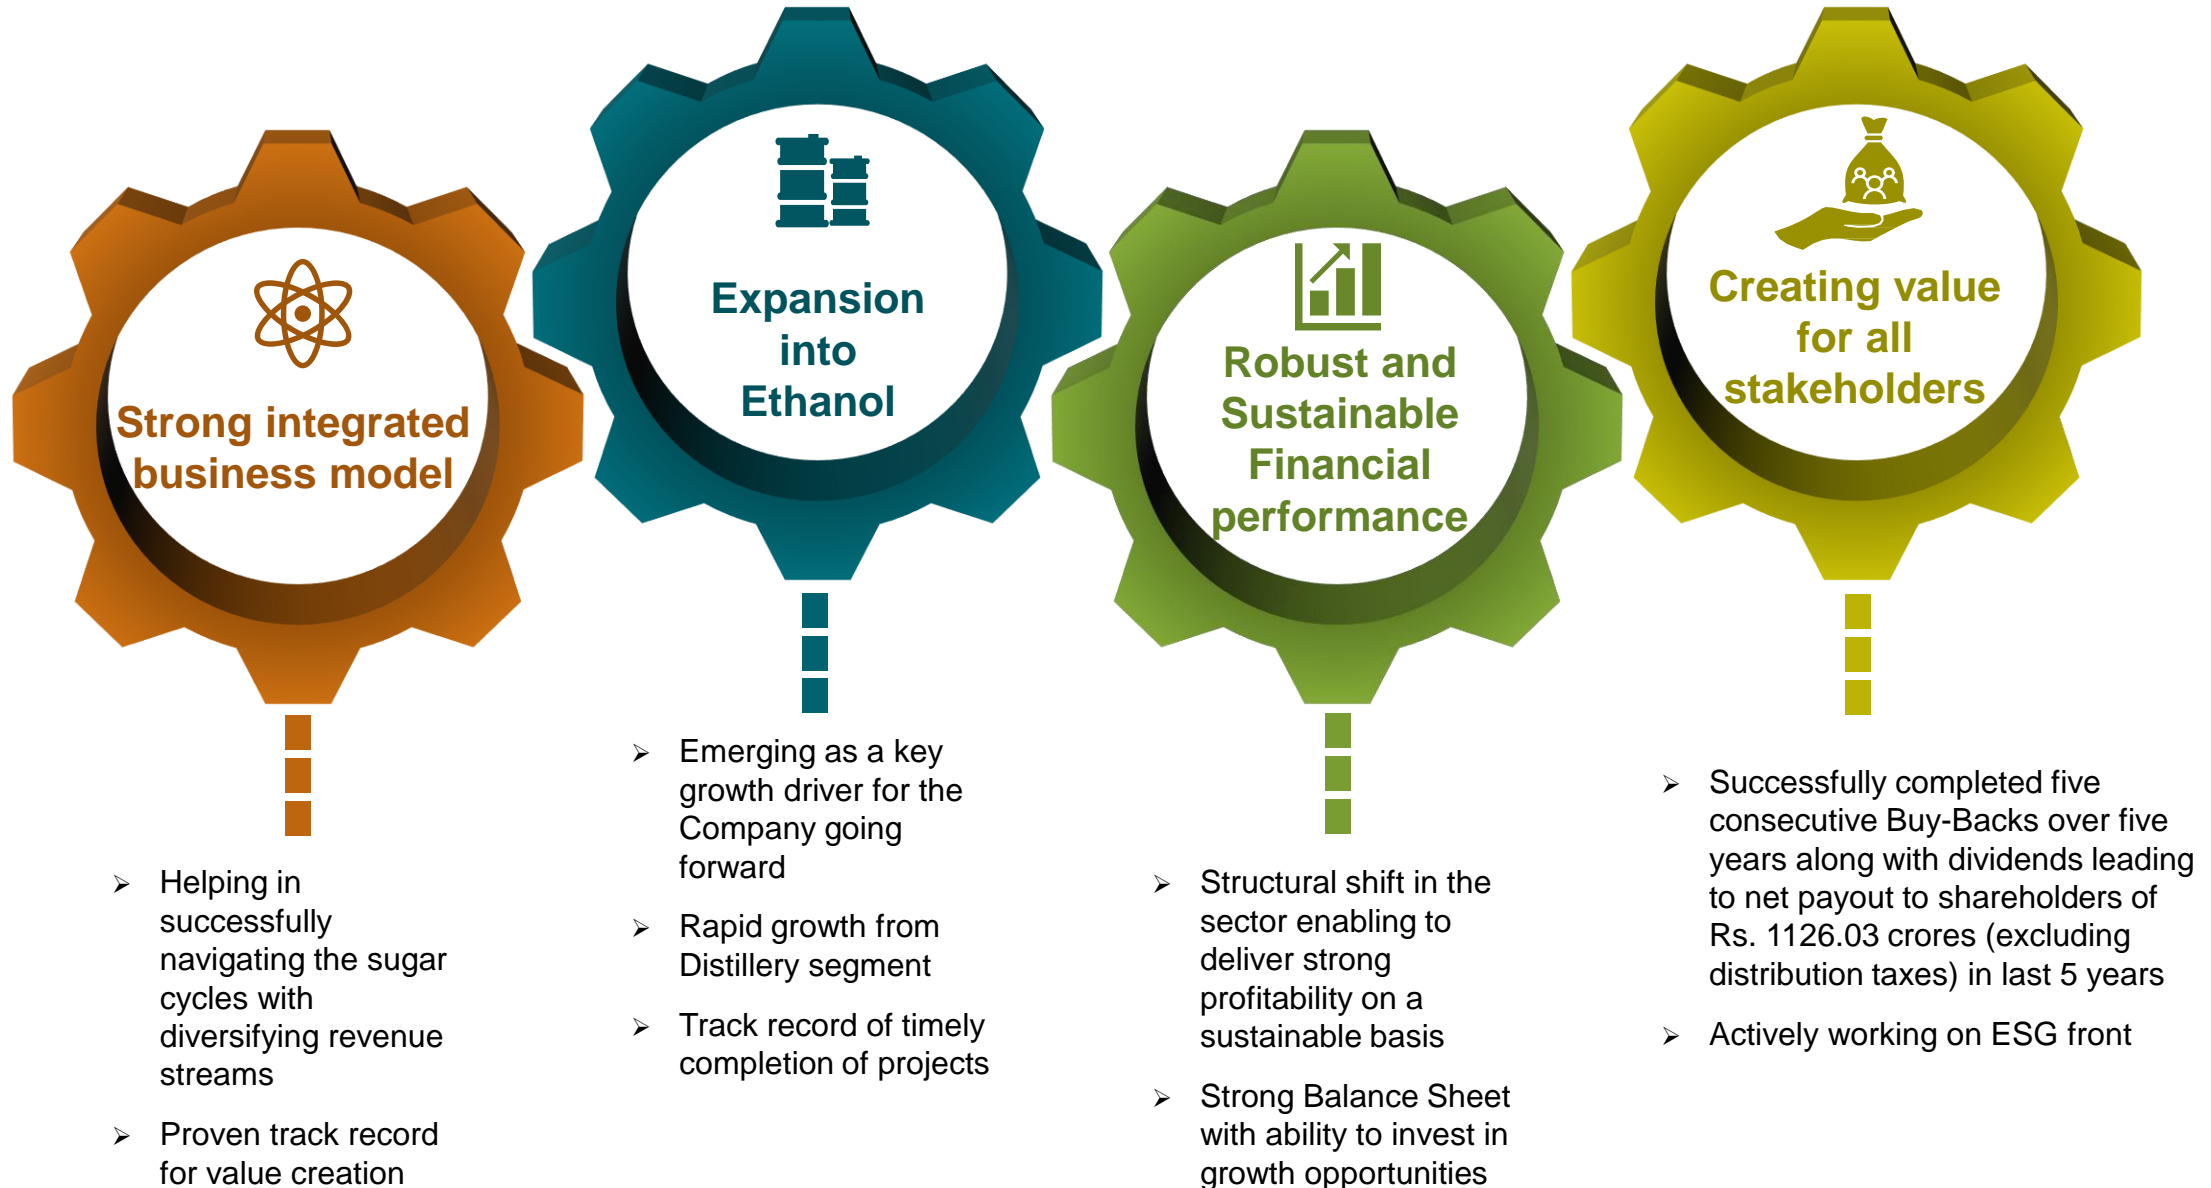 Strong integrated
business model
➢ Helping in
successfully
navigating the sugar
cycles with
diversifying revenue
streams
➢ Proven track record
for value creation
Expansion
into
Ethanol
➢ Emerging as a key
growth driver for the
Company going
forward
➢ Rapid growth from
Distillery segment
➢ Track record of timely
completion of projects
Robust and
Sustainable
Financial
performance
➢ Structural shift in the
sector enabling to
deliver strong
profitability on a
sustainable basis
➢ Strong Balance Sheet
with ability to invest in
growth opportunities
Creating value
for all
stakeholders
➢ Successfully completed five
consecutive Buy-Backs over five
years along with dividends leading
to net payout to shareholders of
Rs. 1126.03 crores (excluding
distribution taxes) in last 5 years
➢ Actively working on ESG front